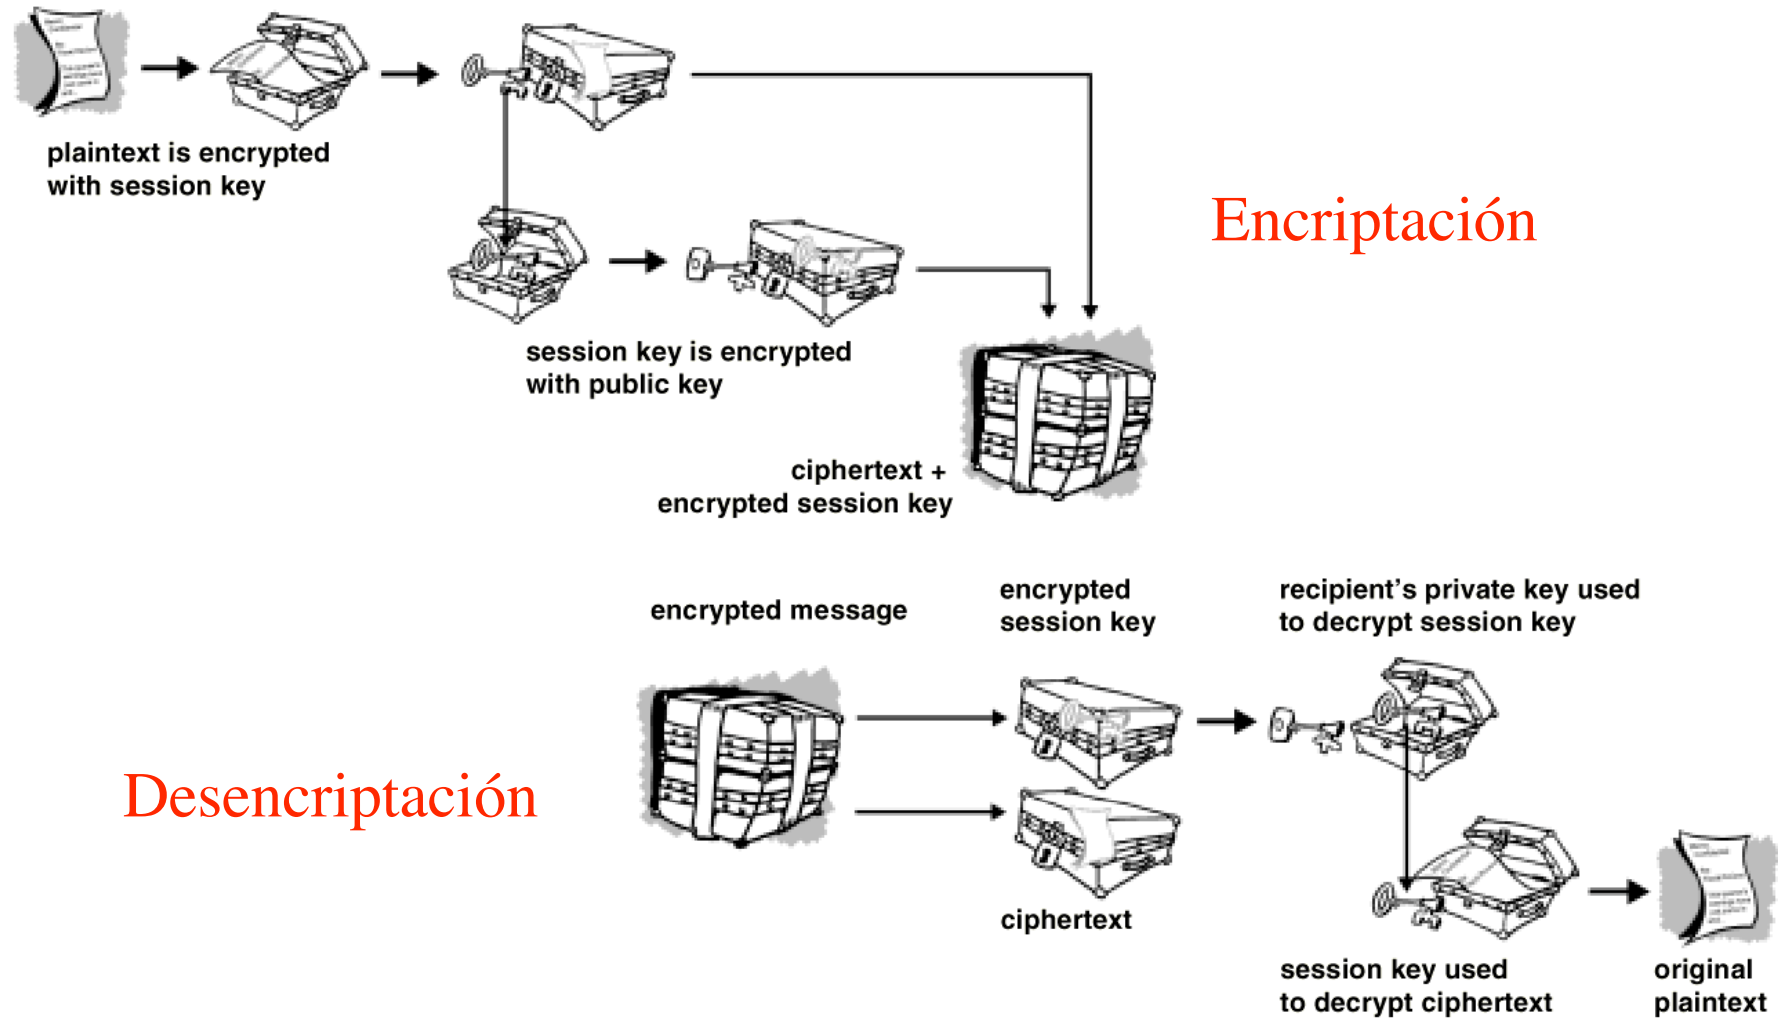 plaintext is encrypted
with session key
Encriptación
session key is encrypted
with public key
ciphertext +
encrypted session key
encrypted message
encrypted
session key
recipient's private key used
to decrypt session key
Desencriptación
ciphertext
session key used
to decrypt ciphertext
original
plaintext